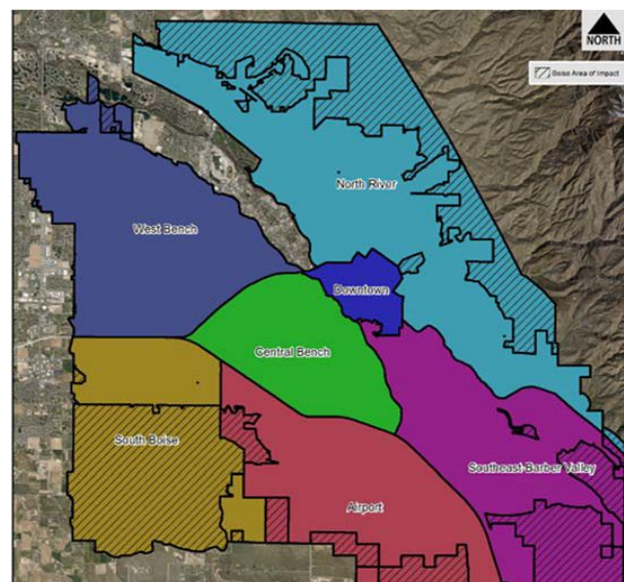 NORTH
Boise Area of Impact
North River
West Bench
Downtown
Central Bench
South Boise
Southeast-Barber Valley
Airport